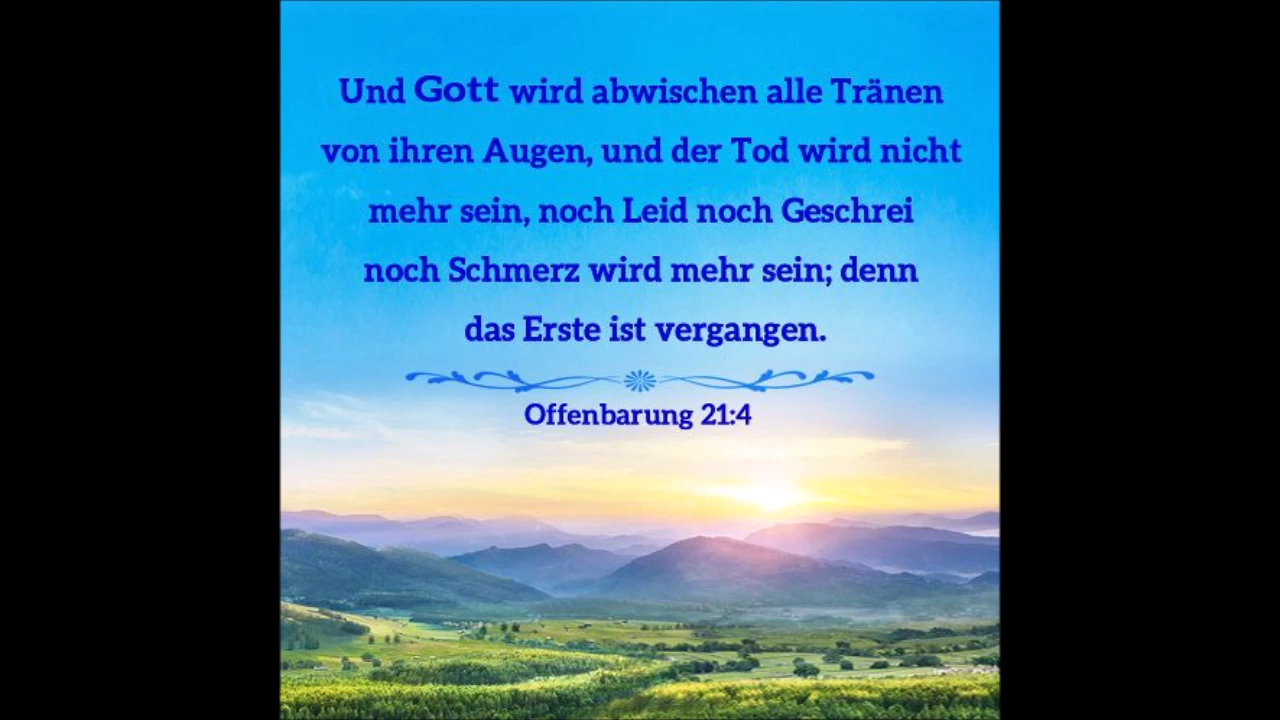 Und Gott wird abwischen alle Tränen
von ihren Augen, und der Tod wird nicht
mehr sein, noch Leid noch Geschrei
noch Schmerz wird mehr sein; denn
das Erste ist vergangen.
Offenbarung 21:4